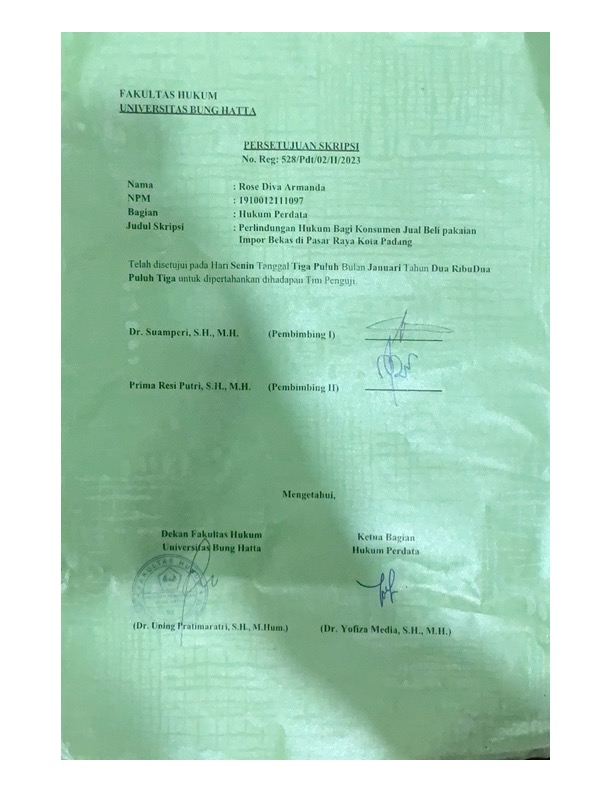 FAKULTAS HUKUM
UNIVERSITAS BUNG HATTA
PERSETUJUAN SKRIPSI
No. Reg: 528/Pdt/02/II/2023
Nama : Rose Diva Armanda
NPM : 1910012111097
Bagian : Hukum Perdata
Judul Skripsi : Perlindungan Hukum Bagi Konsumen Jual Beli pakaian
Impor Bekas di Pasar Raya Kota Padang
Telah disetujui pada Hari Senin Tanggal Tiga Puluh Bulan Januari Tahun Dua RibuDua
Puluh Tiga untuk dipertahankan dihadapan Tim Penguji.
Dr. Suamperi, S.H., M.H. (Pembimbing I)
Prima Resi Putri, S.H., M.H. (Pembimbing II)
Mengetahui,
Dekan Fakultas Hukum
Universitas Bung Hatta
Ketua Bagian
Hukum Perdata
FAKULTAS HUKUM
(Dr. Uning Pratimaratri, S.H., M.Hum.) (Dr. Yofiza Media, S.H., M.H.)